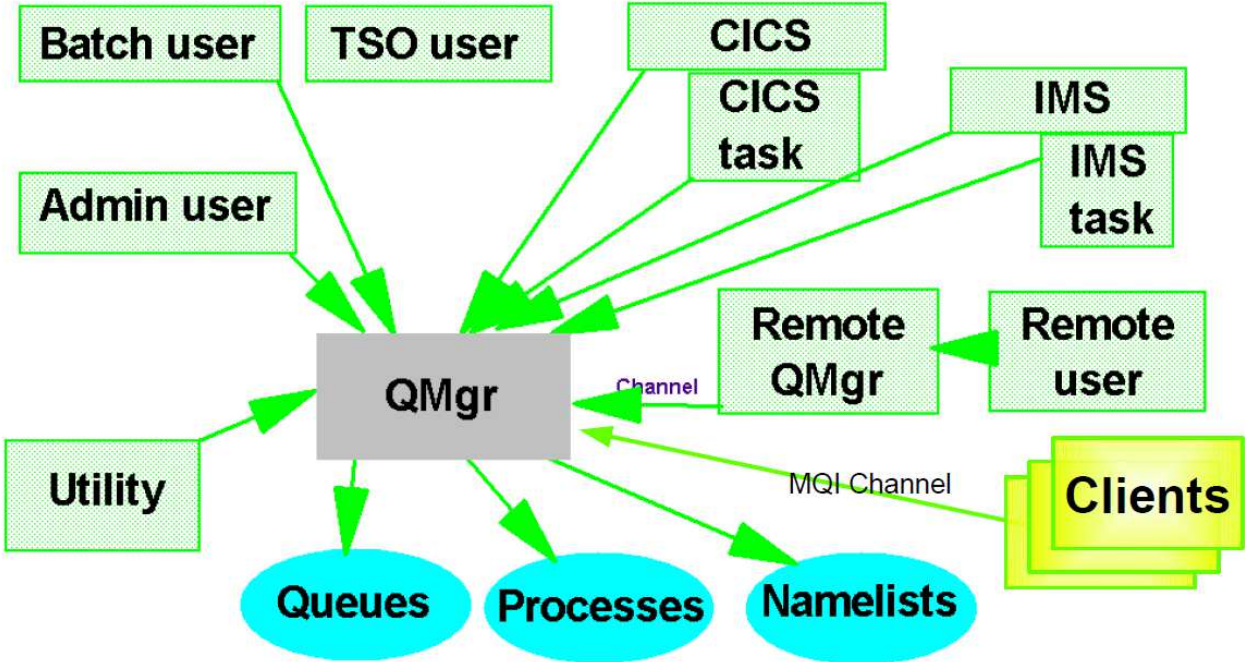 Batch user
TSO user
CICS
CICS
task
IMS
IMS
task
Admin user
Remote
QMgr
Remote
user
QMgr
Channel
Utility
MQI Channel
Clients
Queues
Processes
Namelists